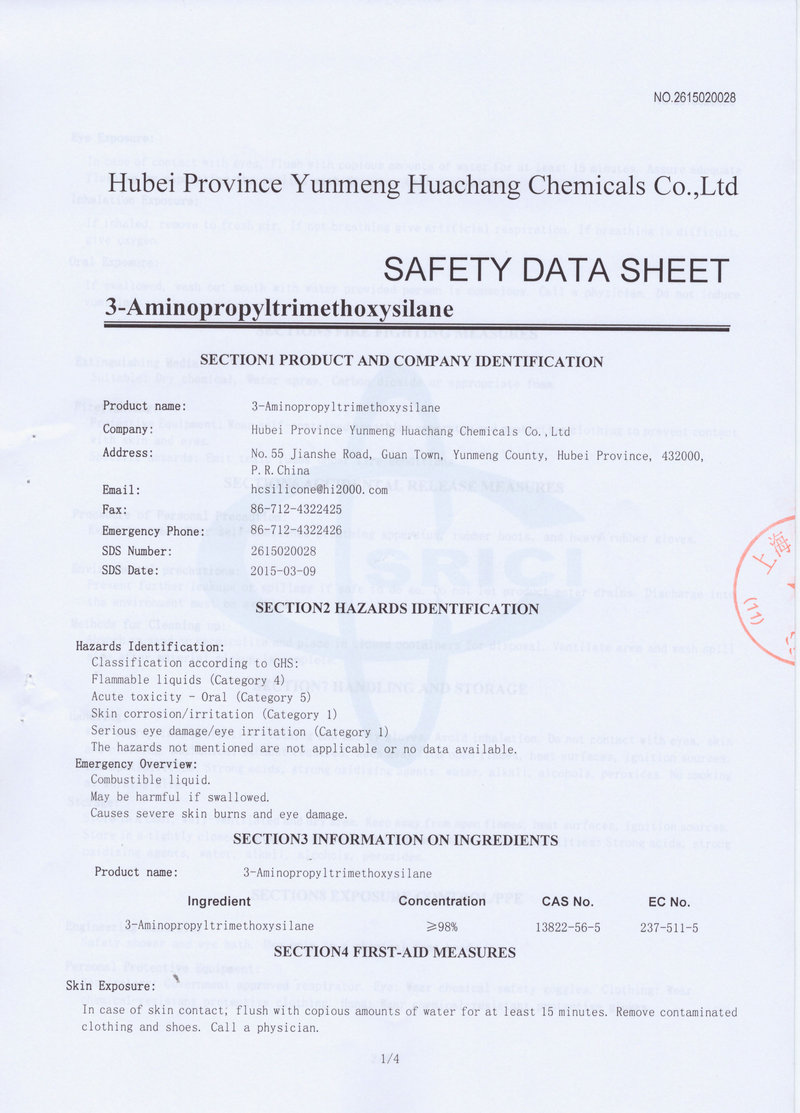 NO.2615020028
Hubei Province Yunmeng Huachang Chemicals Co.,Ltd
SAFETY DATA SHEET
3-Aminopropyltrimethoxysilane
SECTION1 PRODUCT AND COMPANY IDENTIFICATION
Product name: 3-Aminopropyltrimethoxysilane
Company: Hubei Province Yunmeng Huachang Chemicals Co.,Ltd
Address: No.55 Jianshe Road, Guan Town, Yunmeng County, Hubei Province, 432000,
P.R.China
Email: hcsilicone@hi2000.com
Fax: 86-712-4322425
Emergency Phone: 86-712-4322426
SDS Number: 2615020028
SDS Date: 2015-03-09
SRICI
上海
(11)
SECTION2 HAZARDS IDENTIFICATION
Hazards Identification:
Classification according to GHS:
Flammable liquids (Category 4)
Acute toxicity - Oral (Category 5)
Skin corrosion/irritation (Category 1)
Serious eye damage/eye irritation (Category 1)
The hazards not mentioned are not applicable or no data available.
Emergency Overview:
Combustible liquid.
May be harmful if swallowed.
Causes severe skin burns and eye damage.
SECTION3 INFORMATION ON INGREDIENTS
Product name: 3-Aminopropyltrimethoxysilane
Ingredient Concentration CAS No. EC No.
3-Aminopropyltrimethoxysilane ≥98% 13822-56-5 237-511-5
SECTION4 FIRST-AID MEASURES
Skin Exposure:
In case of skin contact; flush with copious amounts of water for at least 15 minutes. Remove contaminated
clothing and shoes. Call a physician.
1/4